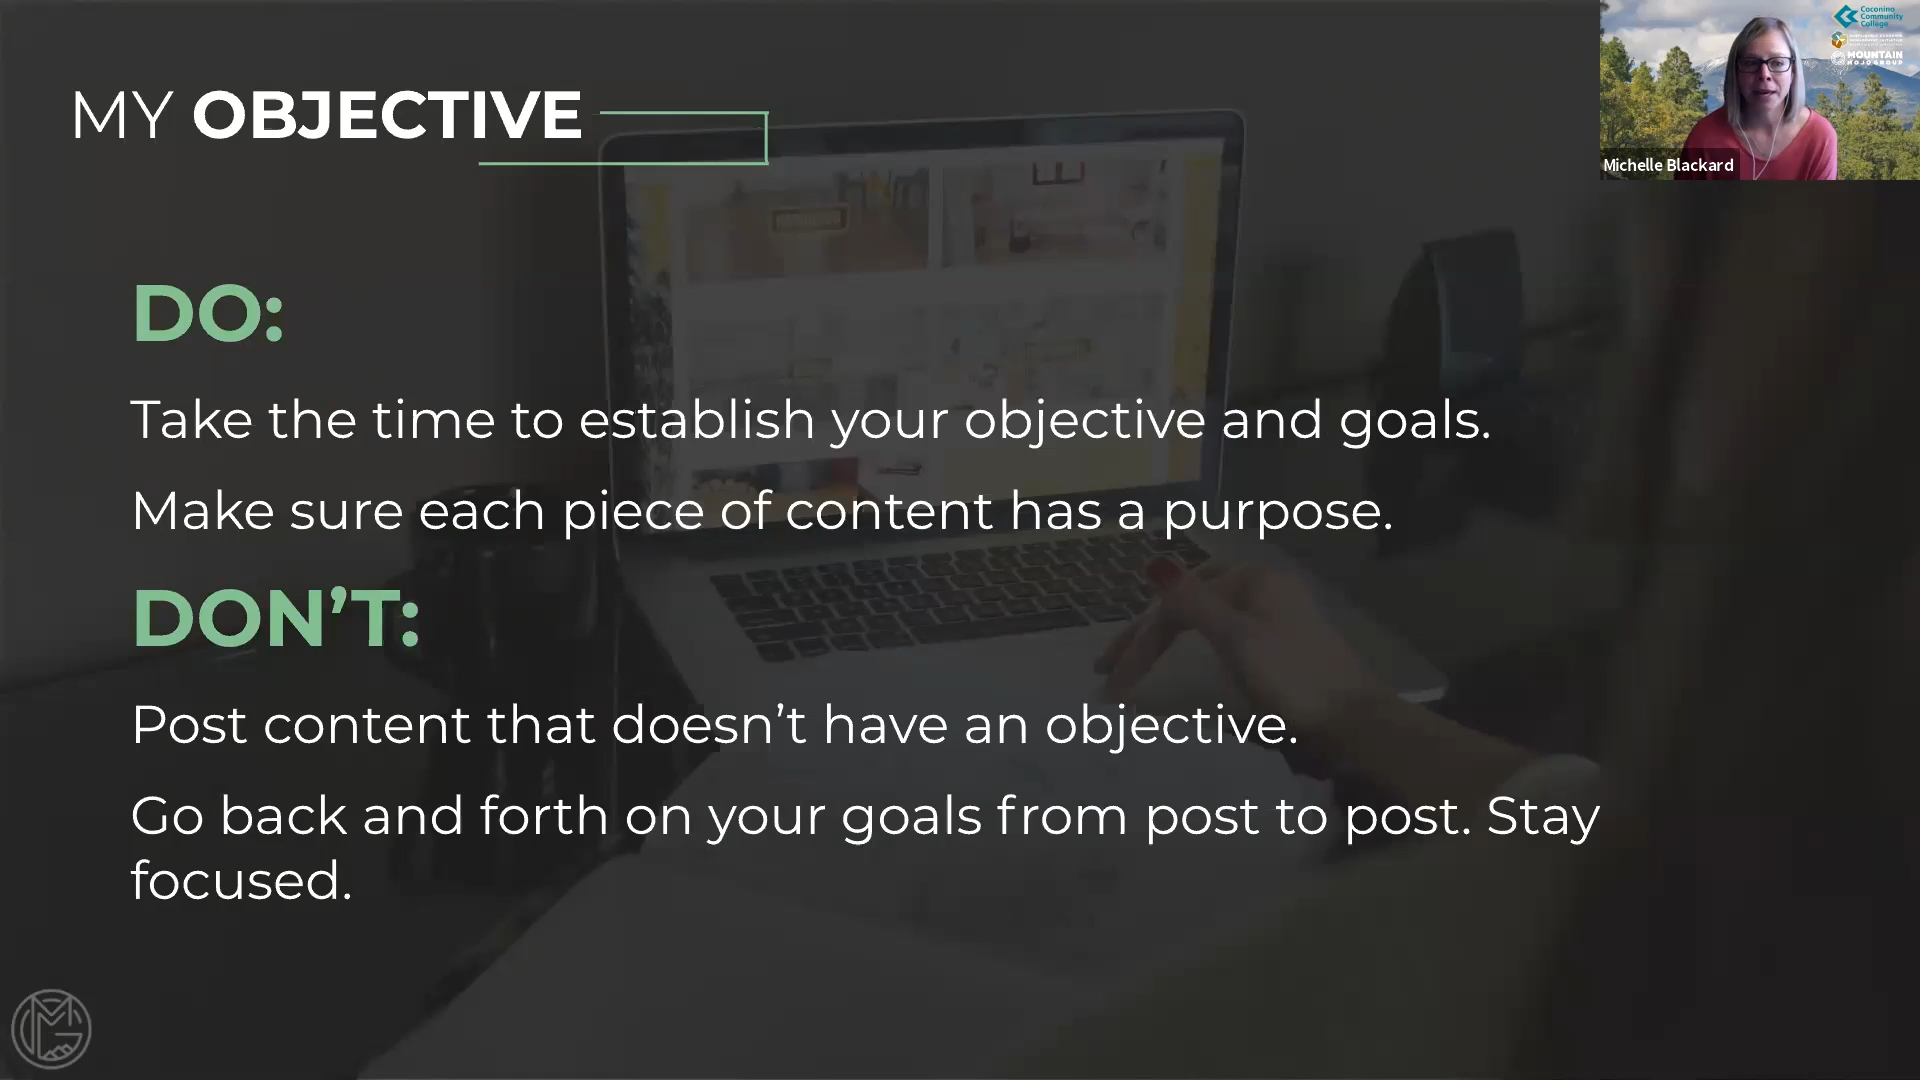 MY OBJECTIVE
DO:
Take the time to establish your objective and goals.
Make sure each piece of content has a purpose.
DON’T:
Post content that doesn’t have an objective.
Go back and forth on your goals from post to post. Stay
focused.
Coconino
Community
College
MOUNTAIN
MOJO GROUP
Michelle Blackard